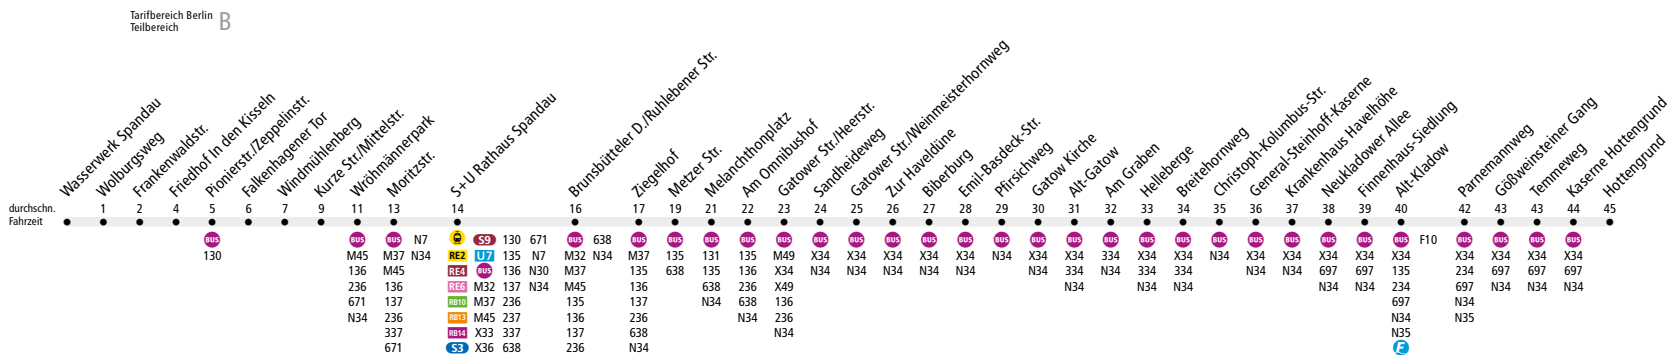 Tarifbereich Berlin
Teilbereich
B
Wasserwerk Spandau
Wolburgsweg
Frankenwaldstr.
Friedhof In den Kisseln
Pionierstr./Zeppelinstr.
Falkenhagener Tor
Windmühlenberg
Kurze Str./Mittelstr.
Wöhmännerpark
Moritzstr.
S+U Rathaus Spandau
Brunsbütteler D./Ruhlebener Str.
Ziegelhof
Metzer Str.
Melanchthonplatz
Am Omnibushof
Gatower Str./Heerstr.
Sandheideweg
Gatower Str./Weinmeisterhornweg
Zur Haveldüne
Biberburg
Emil-Basdeck-Str.
Pfirsichweg
Gatow Kirche
Alt-Gatow
Am Graben
Helleberge
Breitehornweg
Christoph-Kolumbus-Str.
General-Steinhoff-Kaserne
Krankenhaus Havelhöhe
Neukladower Allee
Finnenhaus-Siedlung
Alt-Kladow
Parnemannweg
Gößweinsteiner Gang
Temmeweg
Kaserne Hottengrund
Hottengrund
durchschn. 1 2 4 5 6 7 9 11 13 14 16 17 19 21 22 23 24 25 26 27 28 29 30 31 32 33 34 35 36 37 38 39 40 42 43 43 44 45
Fahrzeit
BUS BUS BUS N7 S9 130 671 BUS 638 BUS BUS BUS BUS BUS BUS BUS BUS BUS BUS BUS BUS BUS BUS BUS BUS BUS BUS BUS BUS BUS BUS F10 BUS BUS BUS BUS
130 M45 M37 N34 RE2 U7 135 N7 M32 N34 M37 135 131 135 M49 X34 X34 X34 X34 X34 N34 X34 X34 334 X34 X34 N34 X34 X34 X34 X34 X34 X34 X34 X34 X34
136 M45 RE4 BUS 136 N30 M37 135 638 135 136 X34 N34 N34 N34 N34 N34 N34 334 N34 334 334 N34 N34 697 697 135 234 697 697 697
236 136 RE6 M32 137 N34 M45 136 638 236 X49 N34 N34 N34 N34 N34 234 697 N34 N34 N34
671 137 RB10 M37 236 135 137 N34 638 136 697 N34
N34 236 RB13 M45 237 136 236 N34 236 N34 N35
337 RB14 X33 337 137 638 N34 N35
671 S3 X36 638 236 N34 F